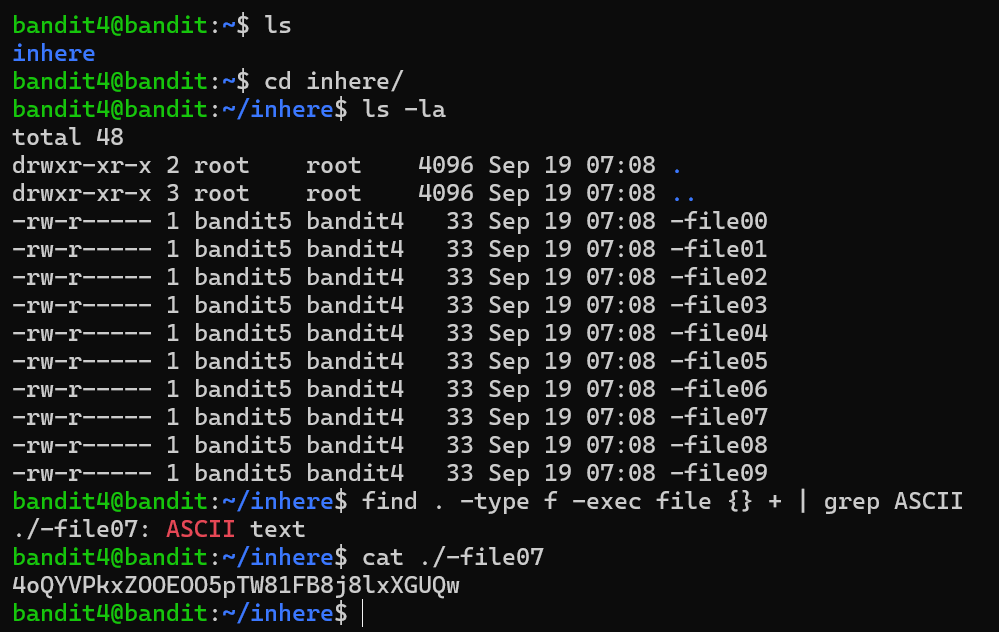 bandit4@bandit:~$ ls
inhere
bandit4@bandit:~$ cd inhere/
bandit4@bandit:~/inhere$ ls -la
total 48
drwxr-xr-x 2 root    root    4096 Sep 19 07:08 .
drwxr-xr-x 3 root    root    4096 Sep 19 07:08 ..
-rw-r----- 1 bandit5 bandit4   33 Sep 19 07:08 -file00
-rw-r----- 1 bandit5 bandit4   33 Sep 19 07:08 -file01
-rw-r----- 1 bandit5 bandit4   33 Sep 19 07:08 -file02
-rw-r----- 1 bandit5 bandit4   33 Sep 19 07:08 -file03
-rw-r----- 1 bandit5 bandit4   33 Sep 19 07:08 -file04
-rw-r----- 1 bandit5 bandit4   33 Sep 19 07:08 -file05
-rw-r----- 1 bandit5 bandit4   33 Sep 19 07:08 -file06
-rw-r----- 1 bandit5 bandit4   33 Sep 19 07:08 -file07
-rw-r----- 1 bandit5 bandit4   33 Sep 19 07:08 -file08
-rw-r----- 1 bandit5 bandit4   33 Sep 19 07:08 -file09
bandit4@bandit:~/inhere$ find . -type f -exec file {} + | grep ASCII
./-file07: ASCII text
bandit4@bandit:~/inhere$ cat ./-file07
4oQYVPkxZOOEOO5pTW81FB8j8lxXGUQw
bandit4@bandit:~/inhere$